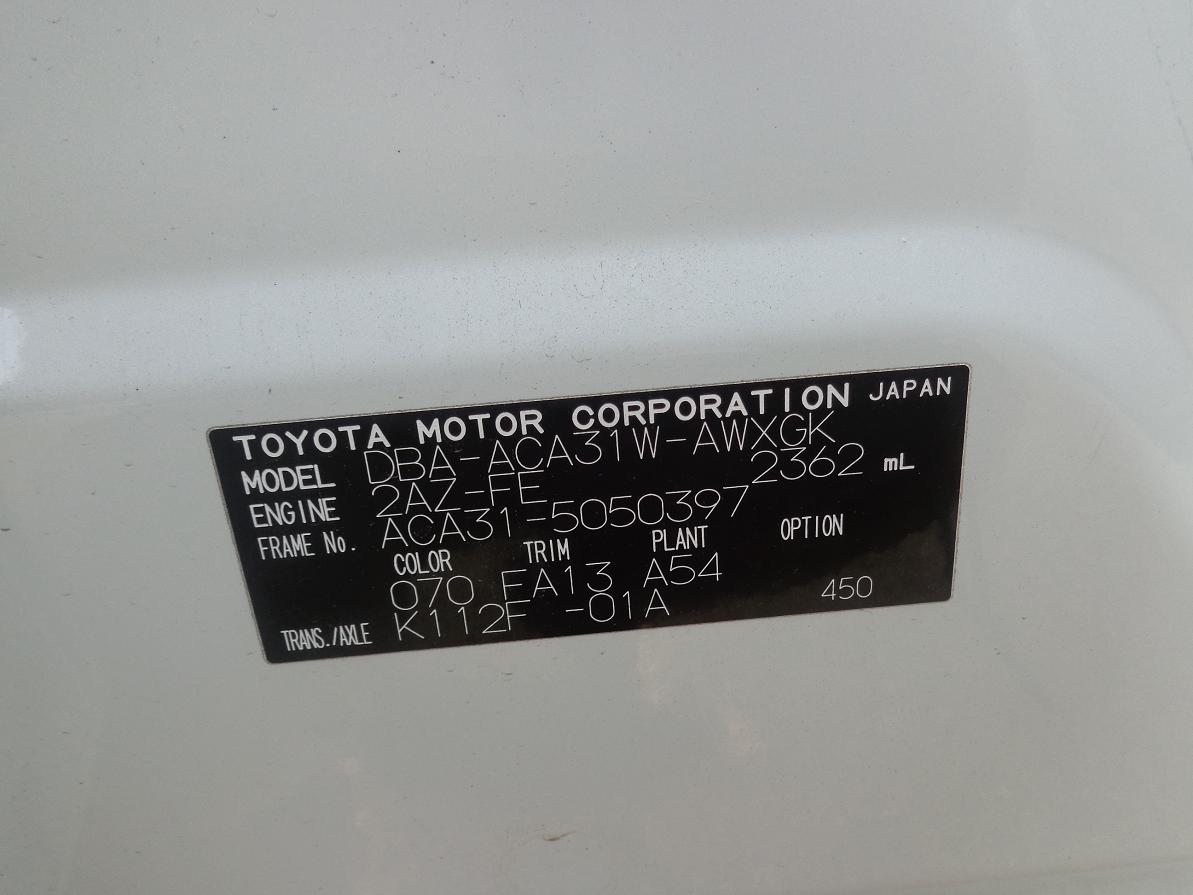 TOYOTA MOTOR CORPORATION JAPAN
MODEL DBA-ACA31W-AWXGK
ENGINE 2AZ-FE 2362 mL
FRAME No. ACA31-5050397
COLOR TRIM PLANT OPTION
070 FA13 A54
TRANS./AXLE K112F -01A 450